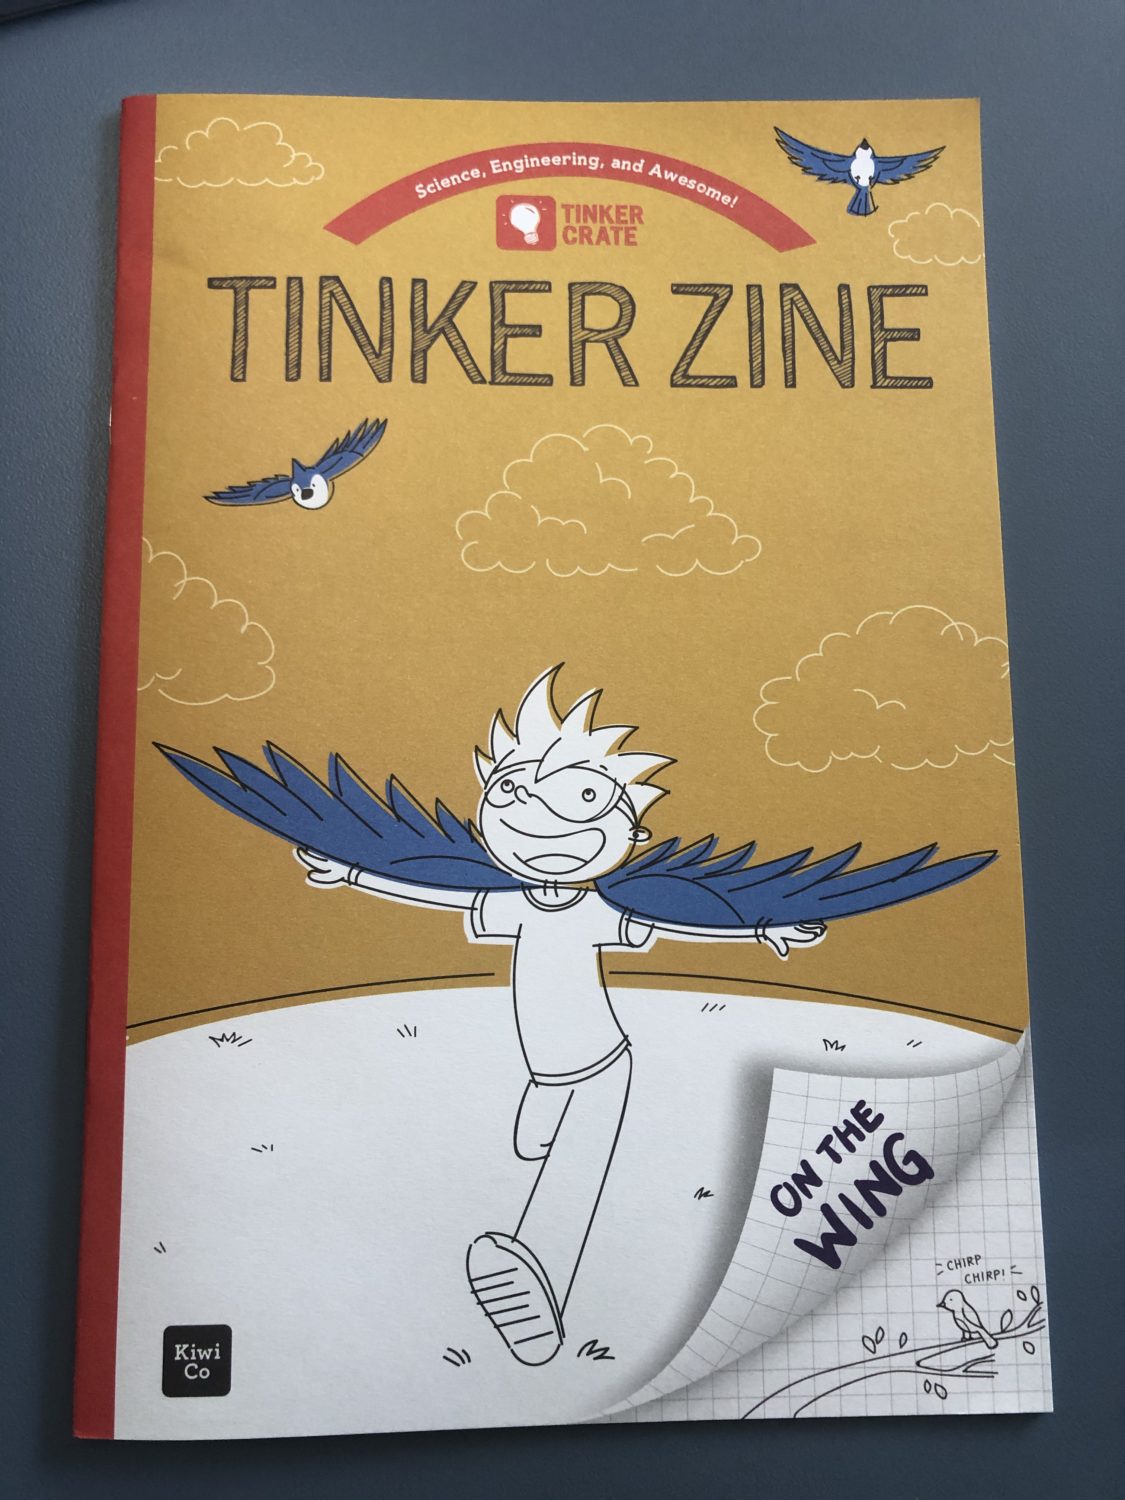 Science, Engineering, and Awesome!
TINKER
CRATE
TINKER ZINE
ON THE
WING
CHIRP
CHIRP!
Kiwi
Co